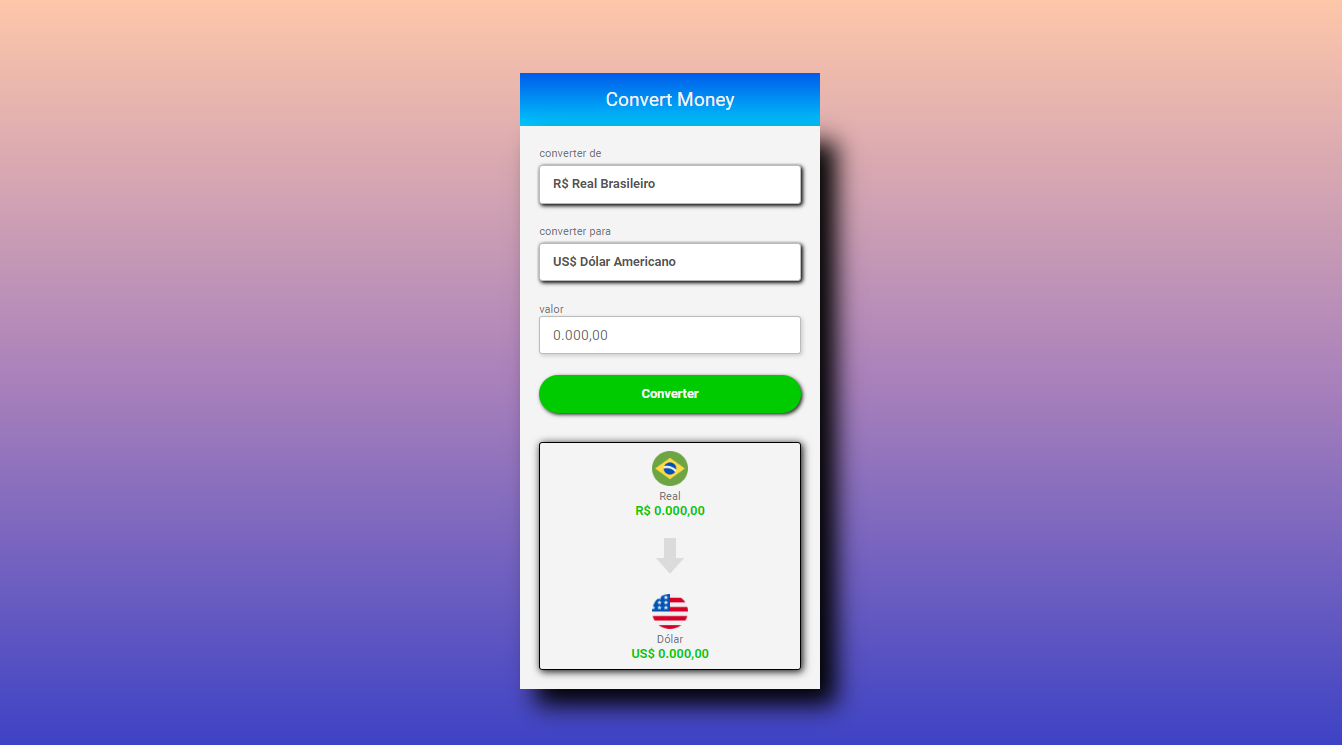 Convert Money
converter de
R$ Real Brasileiro
converter para
US$ Dólar Americano
valor
0.000,00
Converter
Real
R$ 0.000,00
Dólar
US$ 0.000,00